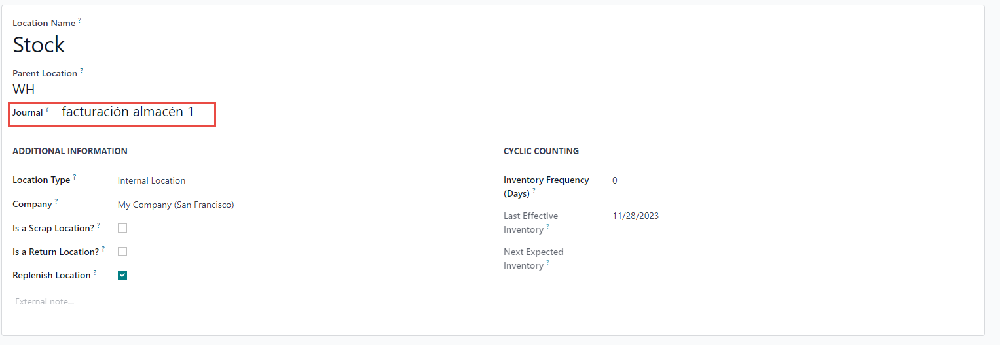 Location Name ?
Stock
Parent Location ?
WH
Journal ? facturación almacén 1
ADDITIONAL INFORMATION
Location Type ? Internal Location
Company ? My Company (San Francisco)
Is a Scrap Location? ?
Is a Return Location? ?
Replenish Location ?
External note...
CYCLIC COUNTING
Inventory Frequency 0
(Days) ?
Last Effective 11/28/2023
Inventory ?
Next Expected
Inventory ?